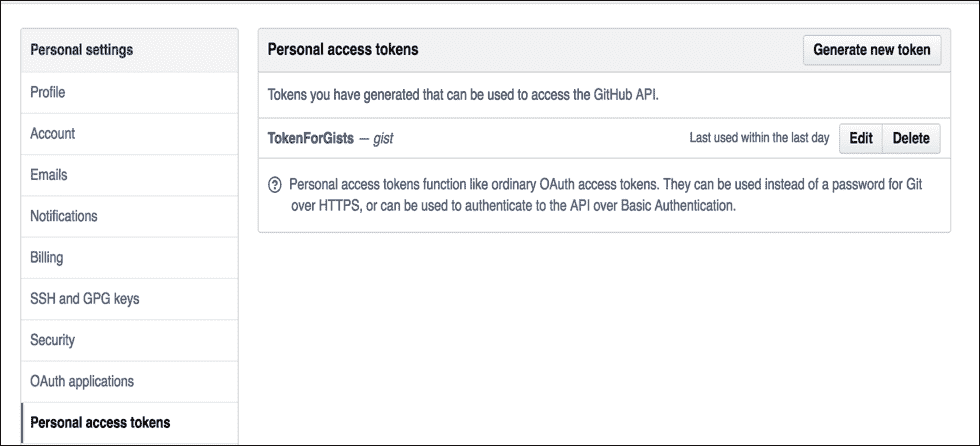 Personal settings
Profile
Account
Emails
Notifications
Billing
SSH and GPG keys
Security
OAuth applications
Personal access tokens
Personal access tokens
Generate new token
Tokens you have generated that can be used to access the GitHub API.
TokenForGists — gist
Last used within the last day
Edit
Delete
Personal access tokens function like ordinary OAuth access tokens. They can be used instead of a password for Git
over HTTPS, or can be used to authenticate to the API over Basic Authentication.